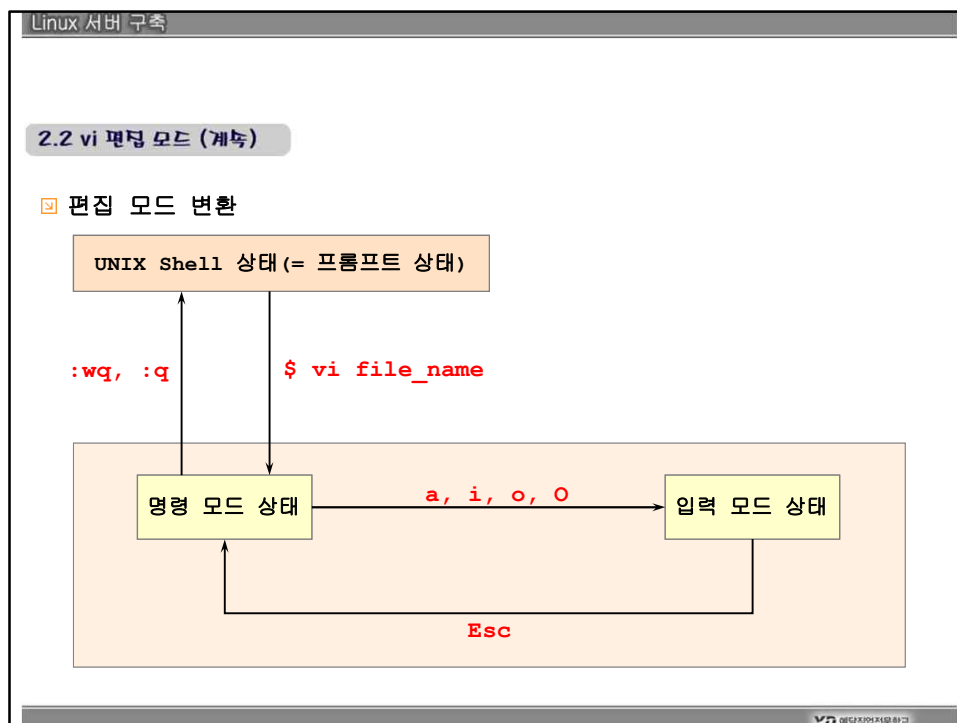 Linux 서버 구축
2.2 vi 편집 모드 (계속)
편집 모드 변환
UNIX Shell 상태(= 프롬프트 상태)
:wq, :q
$ vi file_name
명령 모드 상태
a, i, o, O
입력 모드 상태
Esc